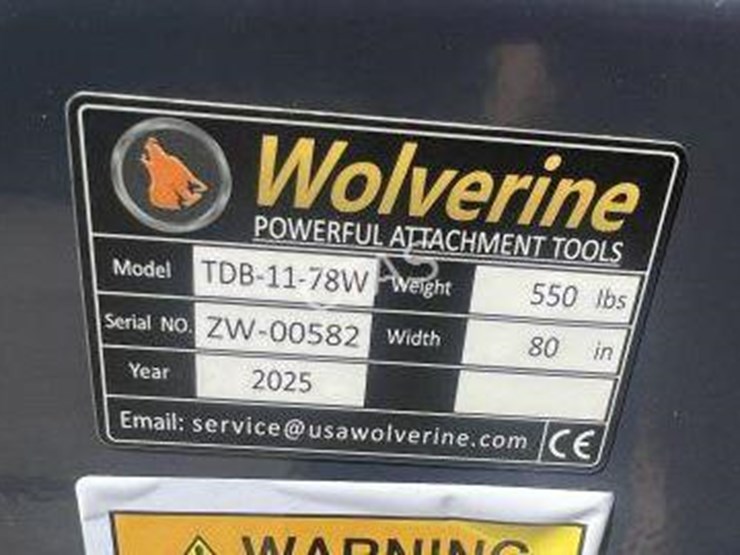 Wolverine
POWERFUL ATTACHMENT TOOLS
Model TDB-11-78W Weight 550 lbs
Serial NO. ZW-00582 Width 80 in
Year 2025
Email: service@usawolverine.com CE
WARNING